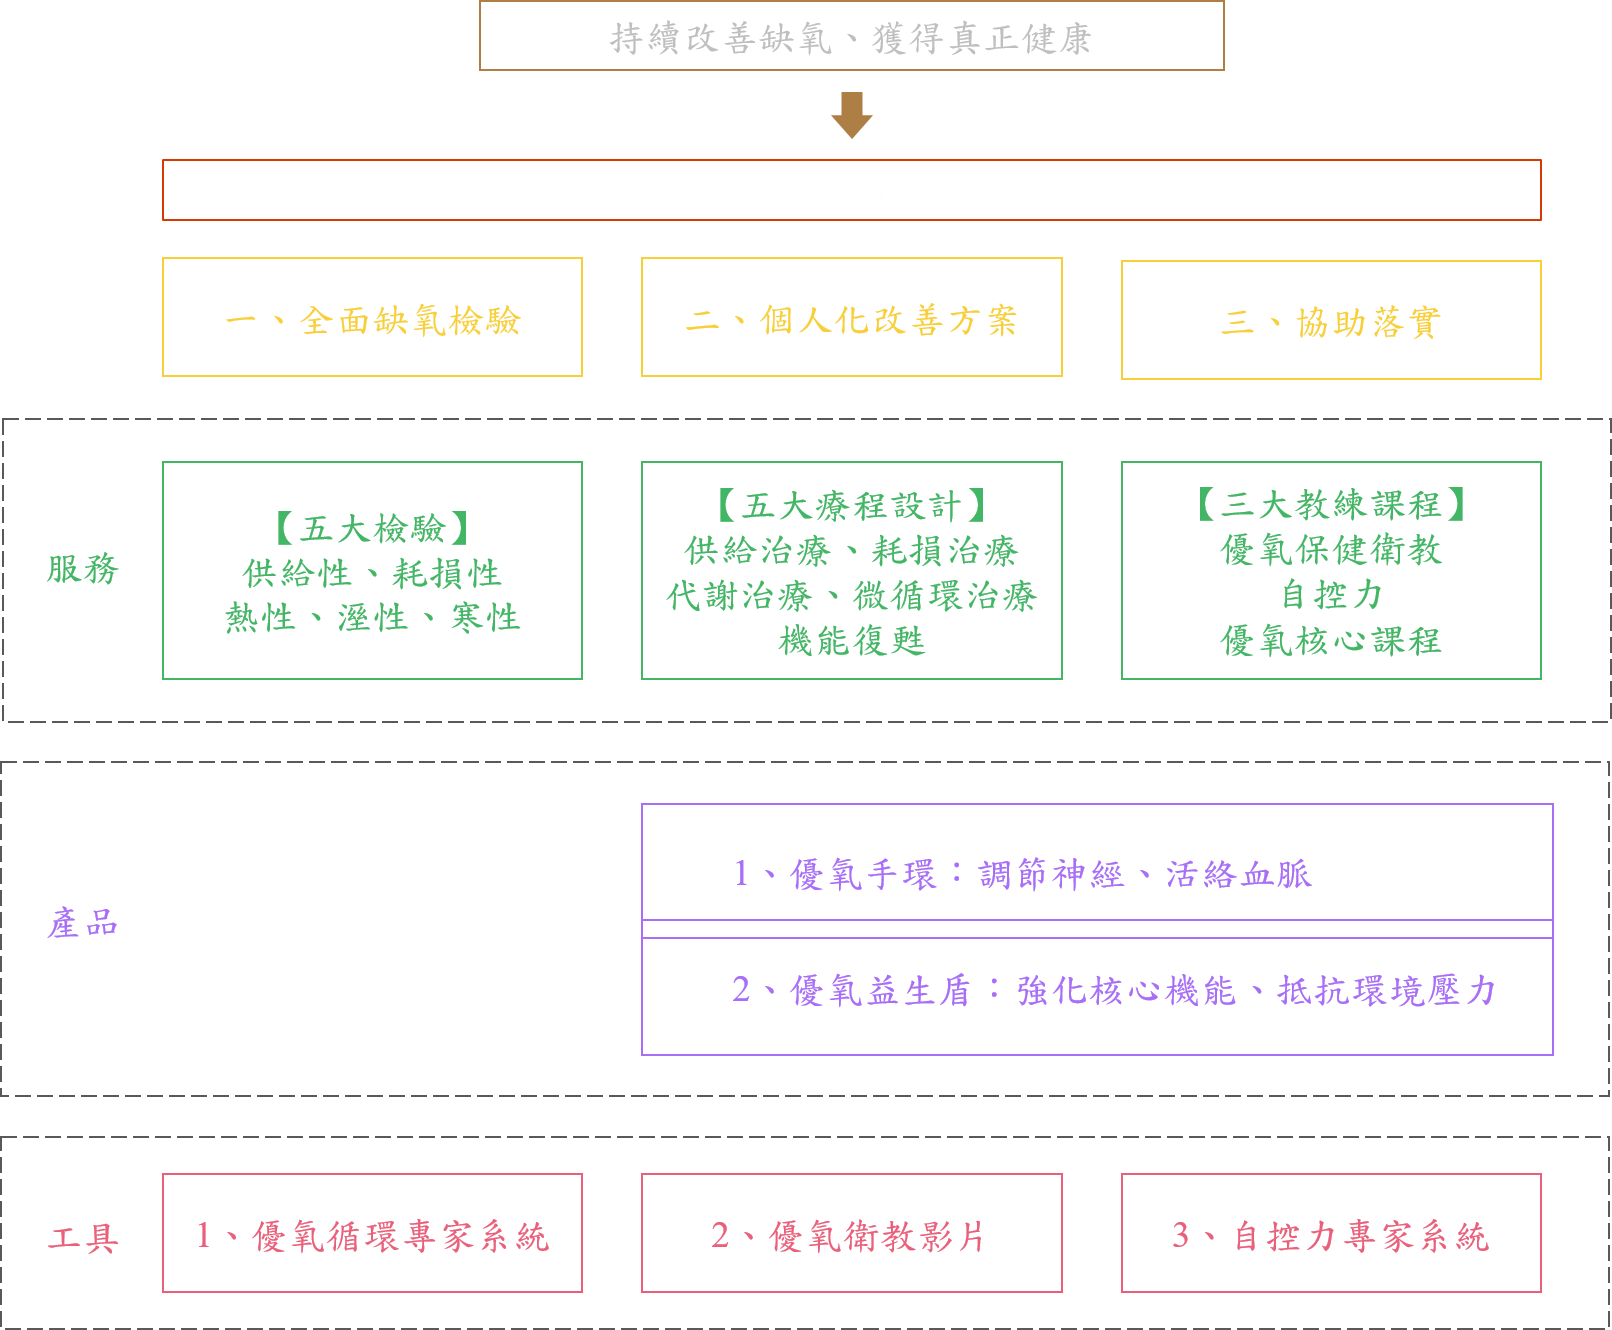 持續改善缺氧、獲得真正健康
一、全面缺氧檢驗
二、個人化改善方案
三、協助落實
服務
【五大檢驗】
供給性、耗損性
熱性、溼性、寒性
【五大療程設計】
供給治療、耗損治療
代謝治療、微循環治療
機能復甦
【三大教練課程】
優氧保健衛教
自控力
優氧核心課程
產品
1、優氧手環：調節神經、活絡血脈
2、優氧益生盾：強化核心機能、抵抗環境壓力
工具
1、優氧循環專家系統
2、優氧衛教影片
3、自控力專家系統